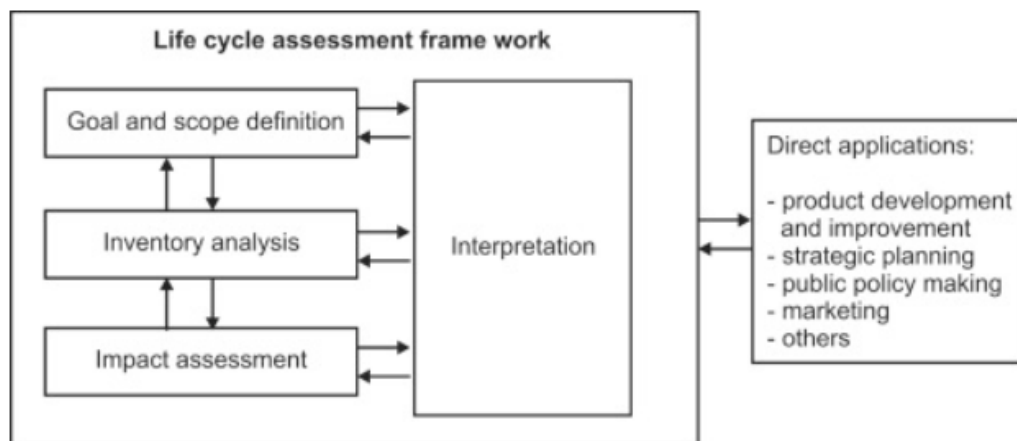 Life cycle assessment frame work
Goal and scope definition
Inventory analysis
Impact assessment
Interpretation
Direct applications:
- product development
and improvement
- strategic planning
- public policy making
- marketing
- others